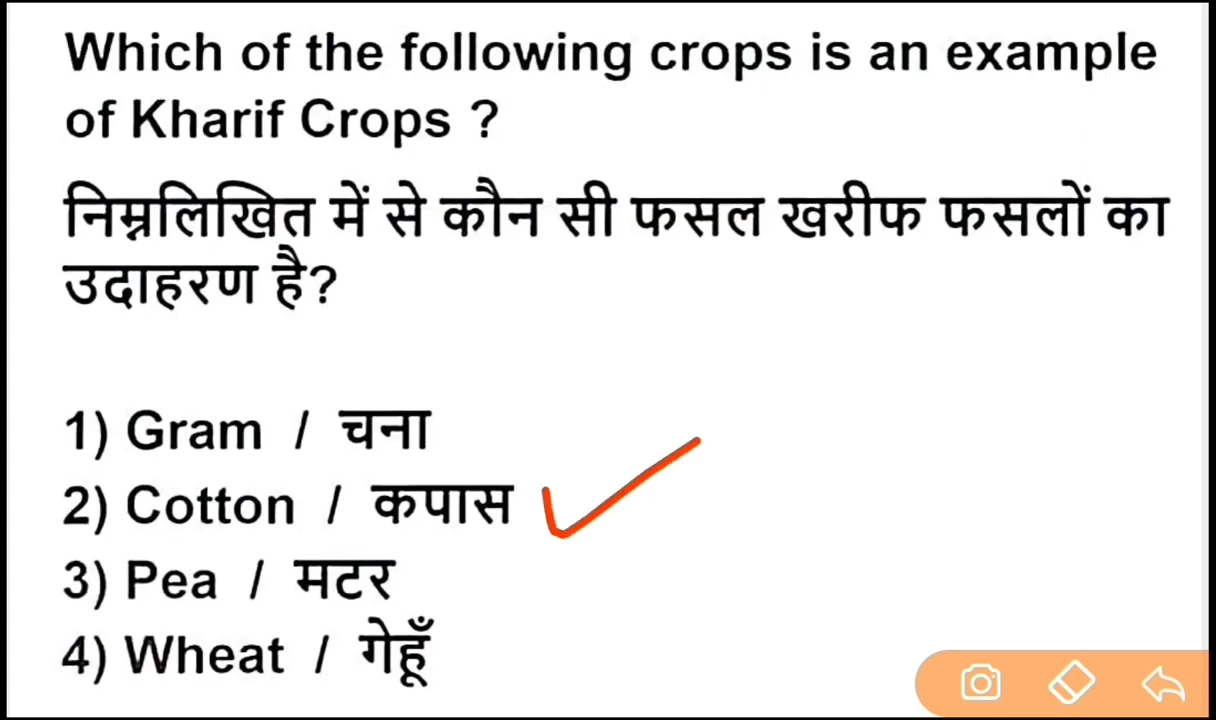 Which of the following crops is an example
of Kharif Crops ?
निम्नलिखित में से कौन सी फसल खरीफ फसलों का
उदाहरण है?
1) Gram / चना
2) Cotton / कपास
3) Pea / मटर
4) Wheat / गेहूँ